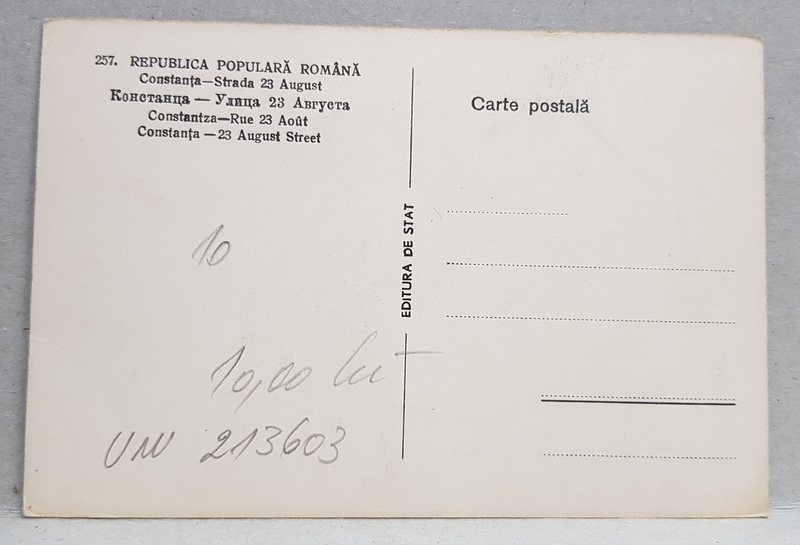 257. REPUBLICA POPULARĂ ROMÂNĂ
Constanța—Strada 23 August
Констанца — Улица 23 Августа
Constantza—Rue 23 Août
Constanța —23 August Street
Carte postală
EDITURA DE STAT
10
10,00 lei
UW 213603